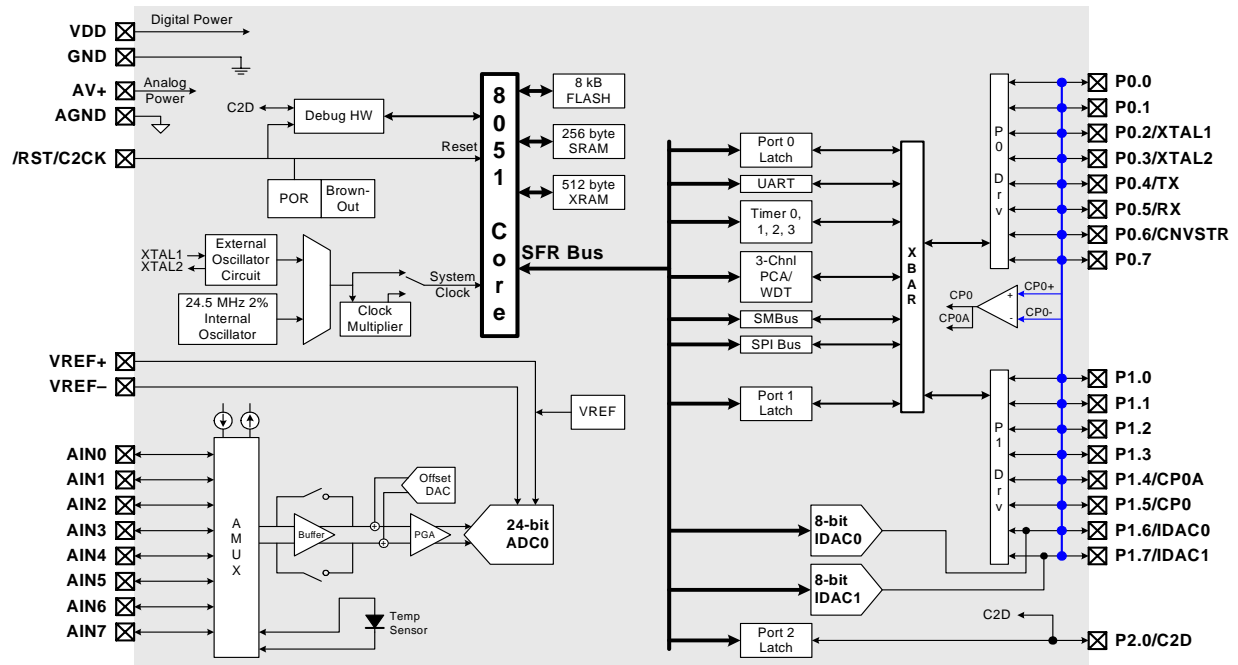 VDD
Digital Power
GND
AV+
Analog
Power
AGND
/RST/C2CK
C2D
Debug HW
Reset
POR
Brown-
Out
XTAL1
XTAL2
External
Oscillator
Circuit
24.5 MHz 2%
Internal
Oscillator
Clock
Multiplier
System
Clock
8
0
5
1
C
o
r
e
8 kB
FLASH
256 byte
SRAM
512 byte
XRAM
SFR Bus
VREF+
VREF–
VREF
AIN0
AIN1
AIN2
AIN3
AIN4
AIN5
AIN6
AIN7
A
M
U
X
Buffer
+
+
PGA
Offset
DAC
24-bit
ADC0
Temp
Sensor
Port 0
Latch
UART
Timer 0,
1, 2, 3
3-Chnl
PCA/
WDT
SMBus
SPI Bus
Port 1
Latch
8-bit
IDAC0
8-bit
IDAC1
Port 2
Latch
X
B
A
R
P
0
D
r
v
CP0
CP0A
+
-
CP0+
CP0-
P
1
D
r
v
C2D
P0.0
P0.1
P0.2/XTAL1
P0.3/XTAL2
P0.4/TX
P0.5/RX
P0.6/CNVSTR
P0.7
P1.0
P1.1
P1.2
P1.3
P1.4/CP0A
P1.5/CP0
P1.6/IDAC0
P1.7/IDAC1
P2.0/C2D